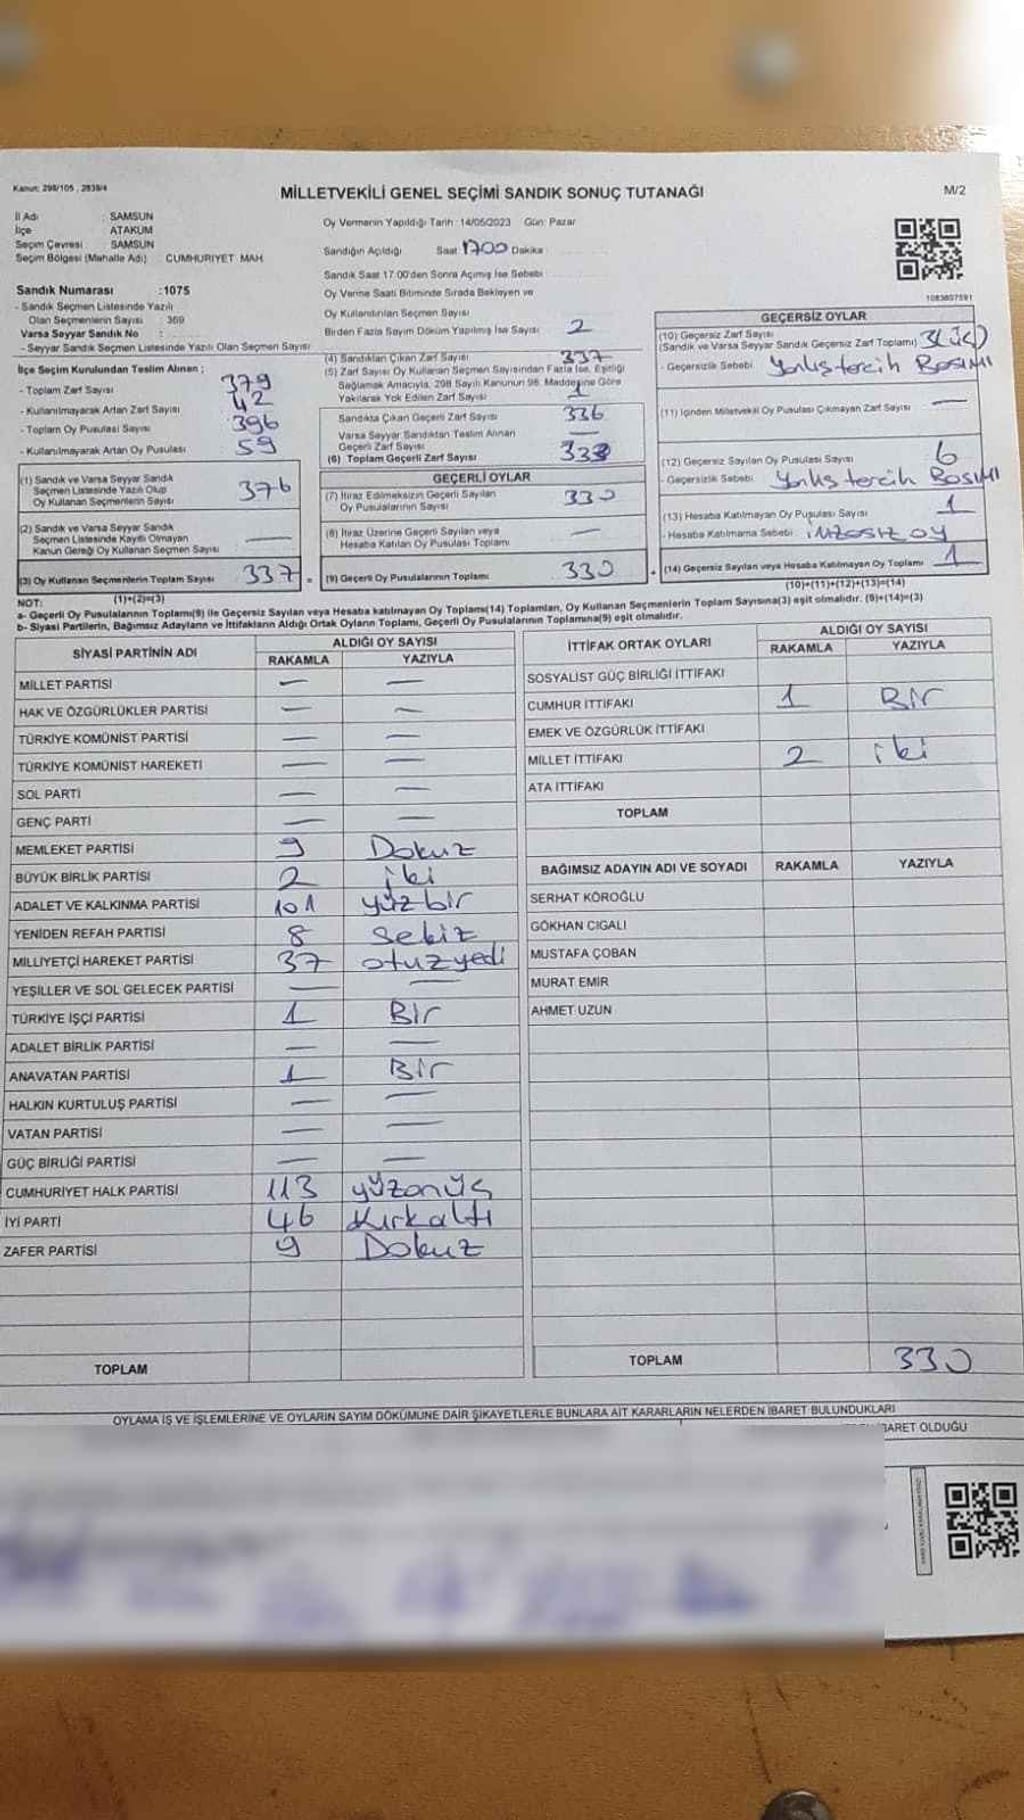 Kanun: 298/105 , 2839/4
MİLLETVEKİLİ GENEL SEÇİMİ SANDIK SONUÇ TUTANAĞI
M/2
İl Adı : SAMSUN
İlçe ATAKUM
Seçim Çevresi SAMSUN
Seçim Bölgesi (Mahalle Adı) CUMHURİYET MAH.
Sandık Numarası :1075
- Sandık Seçmen Listesinde Yazılı
Olan Seçmenlerin Sayısı : 369
Varsa Seyyar Sandık No :
- Seyyar Sandık Seçmen Listesinde Yazılı Olan Seçmen Sayısı
İlçe Seçim Kurulundan Teslim Alınan ;
- Toplam Zarf Sayısı 379
- Kullanılmayarak Artan Zarf Sayısı 42
- Toplam Oy Pusulası Sayısı 396
- Kullanılmayarak Artan Oy Pusulası 59
(1) Sandık ve Varsa Seyyar Sandık
Seçmen Listesinde Yazılı Olup
Oy Kullanan Seçmenlerin Sayısı 376
(2) Sandık ve Varsa Seyyar Sandık
Seçmen Listesinde Kayıtlı Olmayan
Kanun Gereği Oy Kullanan Seçmen Sayısı —
(3) Oy Kullanan Seçmenlerin Toplam Sayısı 337
(1)+(2)=(3)
Oy Vermenin Yapıldığı Tarih : 14/05/2023 Gün: Pazar
Sandığın Açıldığı Saat 1700 Dakika :
Sandık Saat 17.00'den Sonra Açımış İse Sebebi :
Oy Verme Saati Bitiminde Sırada Bekleyen ve
Oy Kullandırılan Seçmen Sayısı
Birden Fazla Sayım Döküm Yapılmış İse Sayısı 2
(4) Sandıktan Çıkan Zarf Sayısı 337
(5) Zarf Sayısı Oy Kullanan Seçmen Sayısından Fazla İse, Eşitliği
Sağlamak Amacıyla, 298 Sayılı Kanunun 98. Maddesine Göre
Yakılarak Yok Edilen Zarf Sayısı 1
Sandıkta Çıkan Geçerli Zarf Sayısı 336
Varsa Seyyar Sandıktan Teslim Alınan
Geçerli Zarf Sayısı —
(6) Toplam Geçerli Zarf Sayısı
GEÇERLİ OYLAR
(7) İtiraz Edilmeksizin Geçerli Sayılan
Oy Pusulalarının Sayısı 330
(8) İtiraz Üzerine Geçerli Sayılan veya
Hesaba Katılan Oy Pusulası Toplamı —
= (9) Geçerli Oy Pusulalarının Toplamı 330
1083807591
GEÇERSİZ OYLAR
(10) Geçersiz Zarf Sayısı
(Sandık ve Varsa Seyyar Sandık Geçersiz Zarf Toplamı) 3(üç)
- Geçersizlik Sebebi : Yanlış tercih Basımı
(11) İçinden Milletvekili Oy Pusulası Çıkmayan Zarf Sayısı —
(12) Geçersiz Sayılan Oy Pusulası Sayısı 6
- Geçersizlik Sebebi : Yanlış tercih Basımı
(13) Hesaba Katılmayan Oy Pusulası Sayısı 1
- Hesaba Katılmama Sebebi : imzasız oy
+ (14) Geçersiz Sayılan veya Hesaba Katılmayan Oy Toplamı 1
(10)+(11)+(12)+(13)=(14)
NOT:
a- Geçerli Oy Pusulalarının Toplamı(9) ile Geçersiz Sayılan veya Hesaba katılmayan Oy Toplamı(14) Toplamları, Oy Kullanan Seçmenlerin Toplam Sayısına(3) eşit olmalıdır. (9)+(14)=(3)
b- Siyasi Partilerin, Bağımsız Adayların ve İttifakların Aldığı Ortak Oyların Toplamı, Geçerli Oy Pusulalarının Toplamına(9) eşit olmalıdır.
SİYASİ PARTİNİN ADI ALDIĞI OY SAYISI
RAKAMLA YAZIYLA
MİLLET PARTİSİ — —
HAK VE ÖZGÜRLÜKLER PARTİSİ — —
TÜRKİYE KOMÜNİST PARTİSİ — —
TÜRKİYE KOMÜNİST HAREKETİ — —
SOL PARTİ — —
GENÇ PARTİ — —
MEMLEKET PARTİSİ 9 Dokuz
BÜYÜK BİRLİK PARTİSİ 2 iki
ADALET VE KALKINMA PARTİSİ 101 yüz bir
YENİDEN REFAH PARTİSİ 8 Sekiz
MİLLİYETÇİ HAREKET PARTİSİ 37 otuzyedi
YEŞİLLER VE SOL GELECEK PARTİSİ — —
TÜRKİYE İŞÇİ PARTİSİ 1 Bir
ADALET BİRLİK PARTİSİ — —
ANAVATAN PARTİSİ 1 Bir
HALKIN KURTULUŞ PARTİSİ — —
VATAN PARTİSİ — —
GÜÇ BİRLİĞİ PARTİSİ — —
CUMHURİYET HALK PARTİSİ 113 yüzonüç
İYİ PARTİ 46 Kırkaltı
ZAFER PARTİSİ 9 Dokuz
TOPLAM
İTTİFAK ORTAK OYLARI ALDIĞI OY SAYISI
RAKAMLA YAZIYLA
SOSYALİST GÜÇ BİRLİĞİ İTTİFAKI
CUMHUR İTTİFAKI 1 Bir
EMEK VE ÖZGÜRLÜK İTTİFAKI
MİLLET İTTİFAKI 2 iki
ATA İTTİFAKI
TOPLAM
BAĞIMSIZ ADAYIN ADI VE SOYADI RAKAMLA YAZIYLA
SERHAT KÖROĞLU
GÖKHAN CIGALI
MUSTAFA ÇOBAN
MURAT EMİR
AHMET UZUN
TOPLAM 330
OYLAMA İŞ VE İŞLEMLERİNE VE OYLARIN SAYIM DÖKÜMÜNE DAİR ŞİKAYETLERLE BUNLARA AİT KARARLARIN NELERDEN İBARET BULUNDUKLARI
BARET OLDUĞU